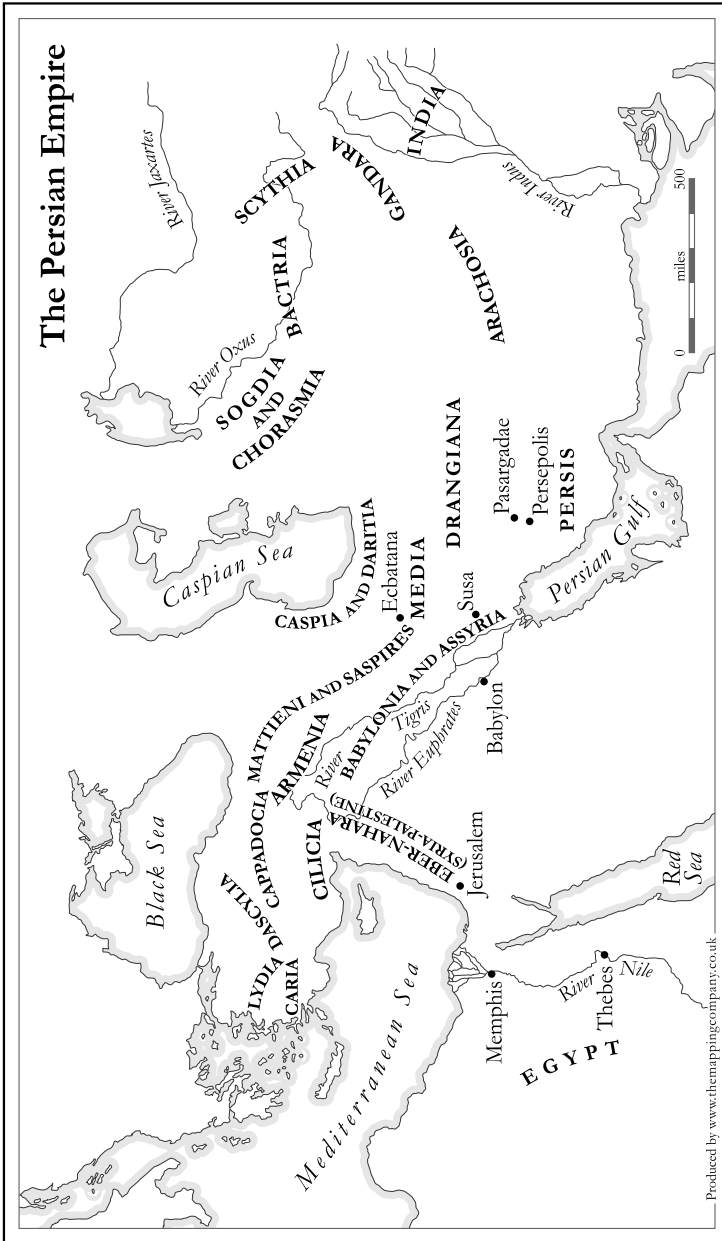 The Persian Empire
Black Sea
Caspian Sea
River Jaxartes
River Oxus
SOGDIA
AND
CHORASMIA
BACTRIA
SCYTHIA
GANDARA
INDIA
River Indus
ARACHOSIA
LYDIA
DASCYLIA
CARIA
CAPPADOCIA
CILICIA
ARMENIA
MATTIENI AND SASPIRES
CASPIA AND DARITIA
Ecbatana
MEDIA
DRANGIANA
Susa
Pasargadae
Persepolis
PERSIS
Persian Gulf
BABYLONIA AND ASSYRIA
River Tigris
River Euphrates
Babylon
EBER-NAHARA
(SYRIA-PALESTINE)
Jerusalem
Mediterranean Sea
Memphis
River Nile
Thebes
EGYPT
Red
Sea
0 miles 500
Produced by www.themappingcompany.co.uk